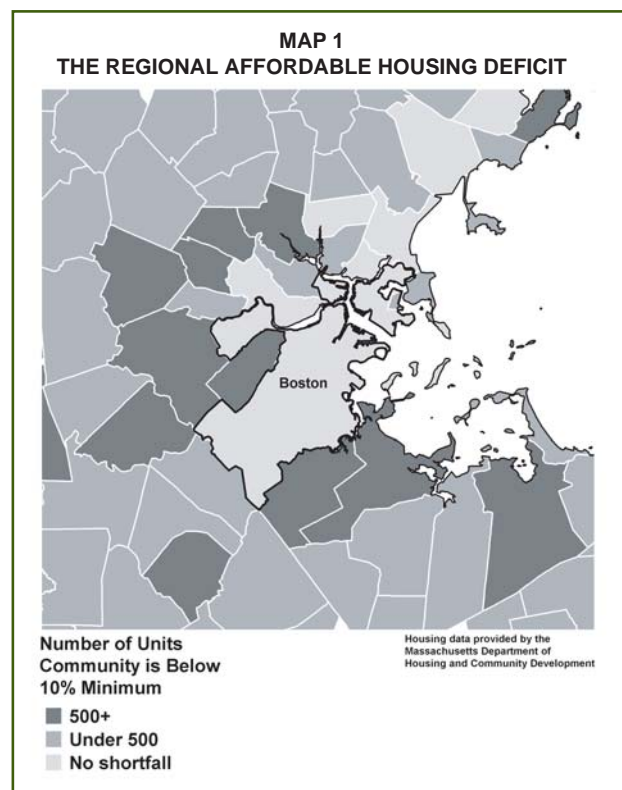 MAP 1
THE REGIONAL AFFORDABLE HOUSING DEFICIT
Boston
Number of Units
Community is Below
10% Minimum
500+
Under 500
No shortfall
Housing data provided by the
Massachusetts Department of
Housing and Community Development